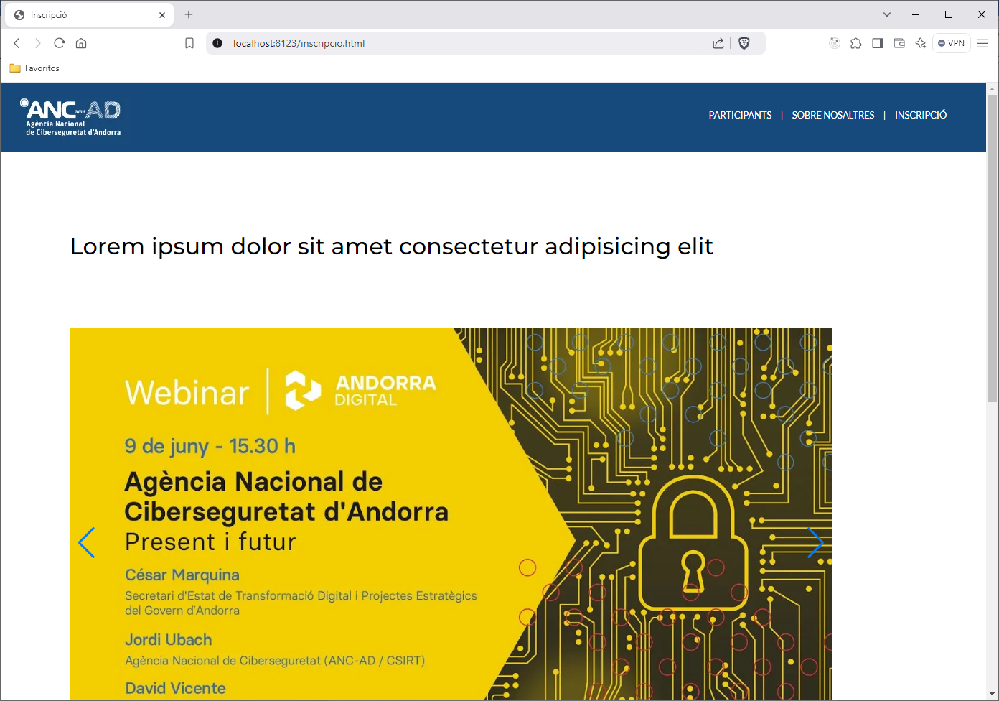 Inscripció
localhost:8123/inscripcio.html
VPN
Favoritos
ANC-AD
Agència Nacional
de Ciberseguretat d'Andorra
PARTICIPANTS | SOBRE NOSALTRES | INSCRIPCIÓ
Lorem ipsum dolor sit amet consectetur adipisicing elit
Webinar | ANDORRA
DIGITAL
9 de juny - 15.30 h
Agència Nacional de
Ciberseguretat d'Andorra
Present i futur
César Marquina
Secretari d'Estat de Transformació Digital i Projectes Estratègics
del Govern d'Andorra
Jordi Ubach
Agència Nacional de Ciberseguretat (ANC-AD / CSIRT)
David Vicente